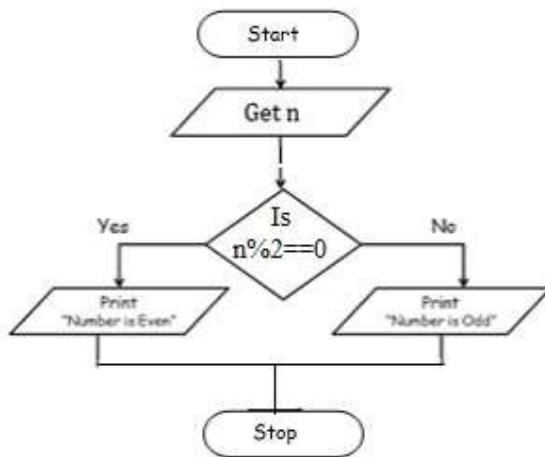 Start
Get n
Is
n%2==0
Yes
No
Print
"Number is Even"
Print
"Number is Odd"
Stop